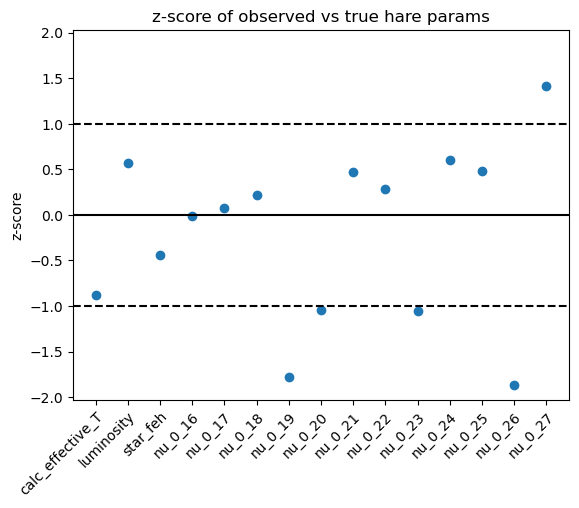 z-score of observed vs true hare params
2.0
1.5
1.0
0.5
0.0
−0.5
−1.0
−1.5
−2.0
z-score
calc_effective_T
luminosity
star_feh
nu_0_16
nu_0_17
nu_0_18
nu_0_19
nu_0_20
nu_0_21
nu_0_22
nu_0_23
nu_0_24
nu_0_25
nu_0_26
nu_0_27